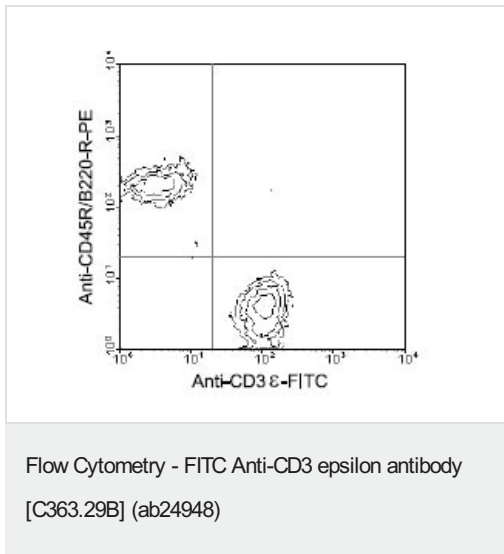 10⁴
10³
10²
10¹
10⁰
Anti-CD45R/B220-R-PE
10⁰ 10¹ 10² 10³ 10⁴
Anti-CD3 ε-FITC
Flow Cytometry - FITC Anti-CD3 epsilon antibody
[C363.29B] (ab24948)